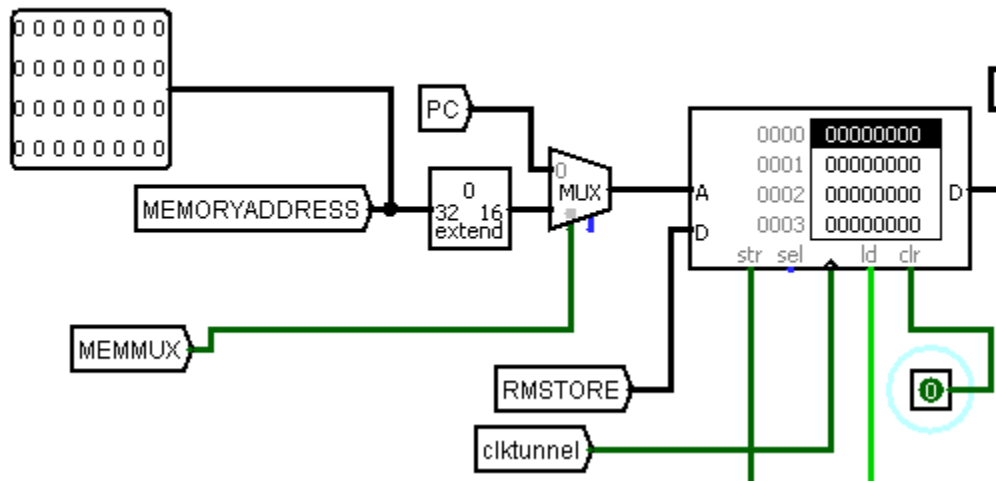 0 0 0 0 0 0 0 0
0 0 0 0 0 0 0 0
0 0 0 0 0 0 0 0
0 0 0 0 0 0 0 0
PC
MEMORYADDRESS
0
32 16
extend
0
MUX
A
D
0000 00000000
0001 00000000
0002 00000000
0003 00000000
D
str sel ld clr
MEMMUX
RMSTORE
0
clktunnel